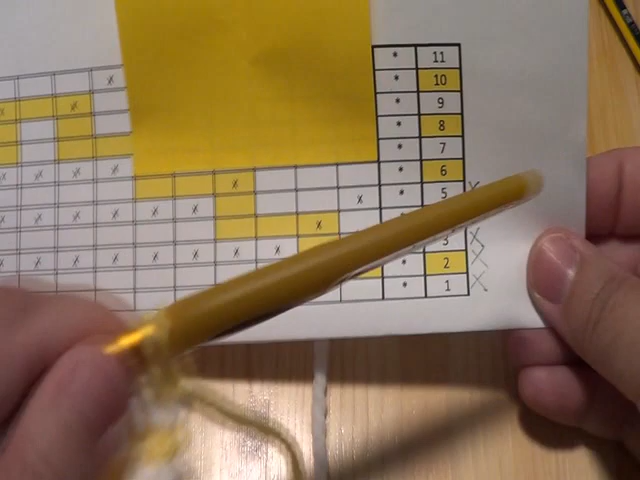 * 11
x * 10
x x * 9
* 8
* 7
x * 6
x * 5 x
x x x
x x x x x x x 3 x
* 2 x
* 1 x